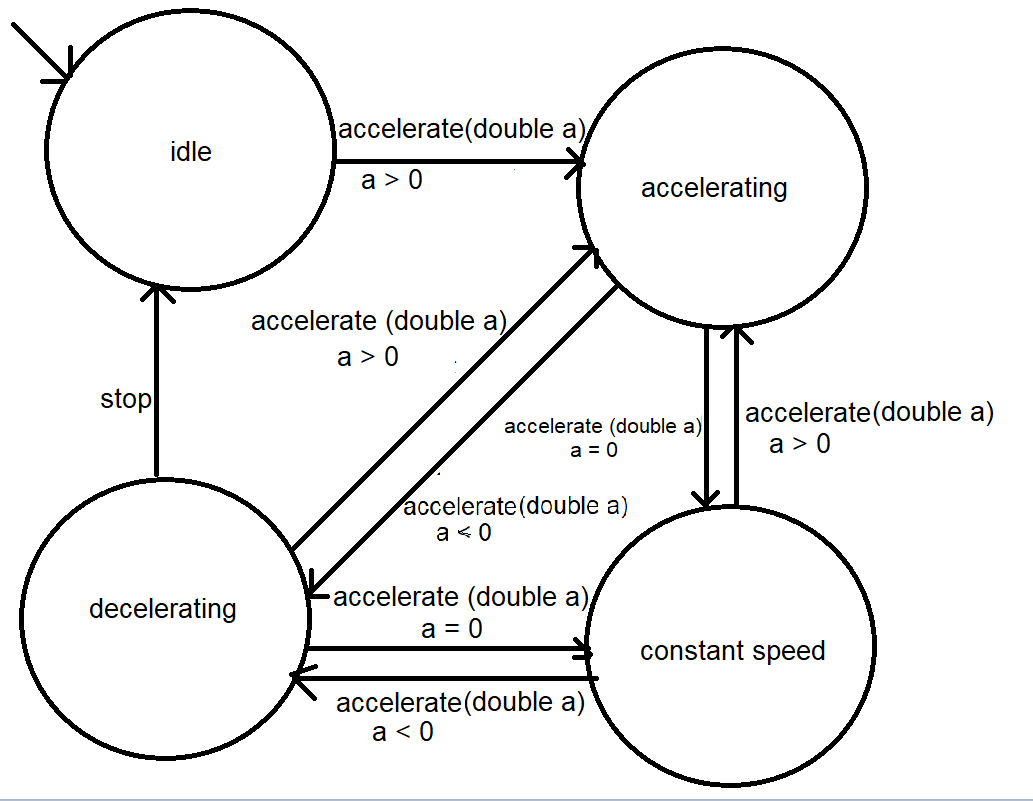 idle
accelerate(double a)
a > 0
accelerating
accelerate (double a)
a > 0
stop
accelerate (double a)
a = 0
accelerate(double a)
a > 0
accelerate(double a)
a < 0
decelerating
accelerate (double a)
a = 0
constant speed
accelerate(double a)
a < 0